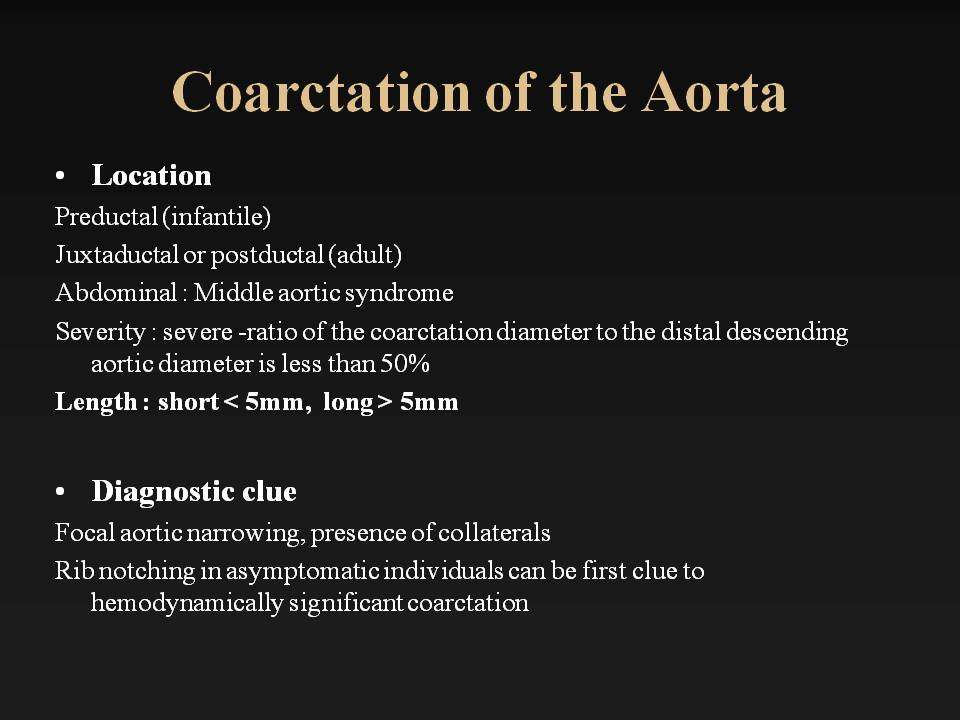 Coarctation of the Aorta
• Location
Preductal (infantile)
Juxtaductal or postductal (adult)
Abdominal : Middle aortic syndrome
Severity : severe -ratio of the coarctation diameter to the distal descending
aortic diameter is less than 50%
Length : short < 5mm, long > 5mm
• Diagnostic clue
Focal aortic narrowing, presence of collaterals
Rib notching in asymptomatic individuals can be first clue to
hemodynamically significant coarctation